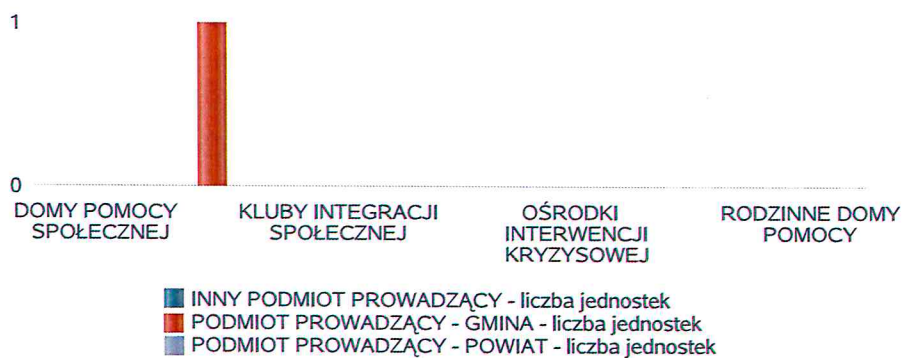 1
0
DOMY POMOCY SPOŁECZNEJ
KLUBY INTEGRACJI SPOŁECZNEJ
OŚRODKI INTERWENCJI KRYZYSOWEJ
RODZINNE DOMY POMOCY
INNY PODMIOT PROWADZĄCY - liczba jednostek
PODMIOT PROWADZĄCY - GMINA - liczba jednostek
PODMIOT PROWADZĄCY - POWIAT - liczba jednostek